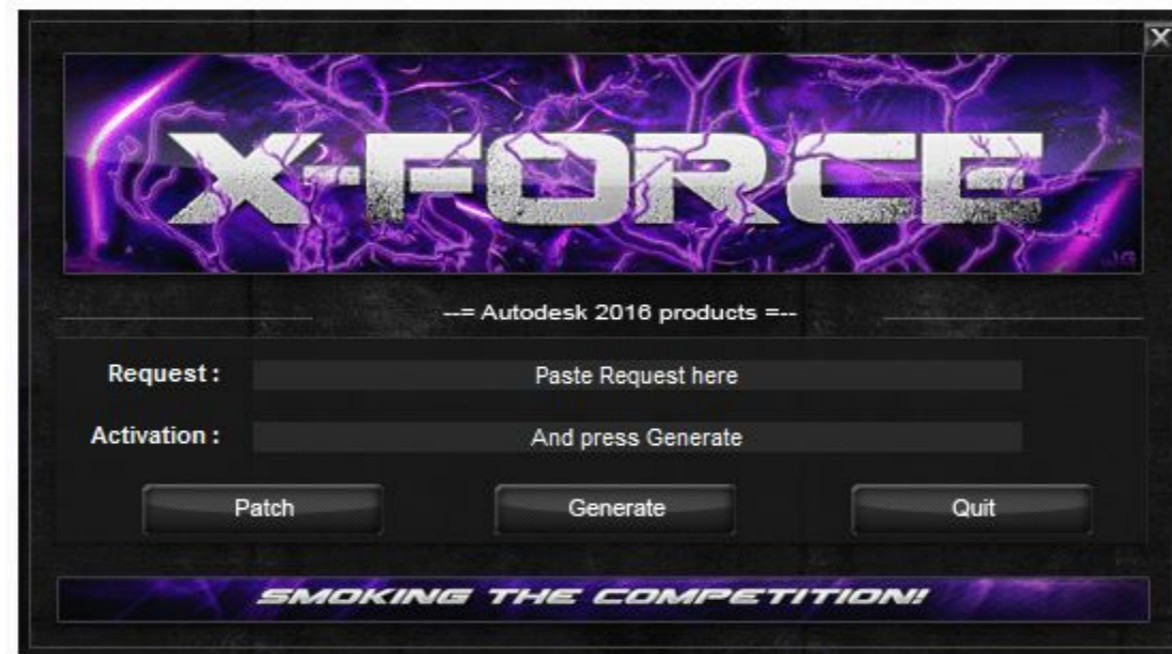 X
X-FORCE
--= Autodesk 2016 products =--
Request :
Paste Request here
Activation :
And press Generate
Patch
Generate
Quit
SMOKING THE COMPETITION!